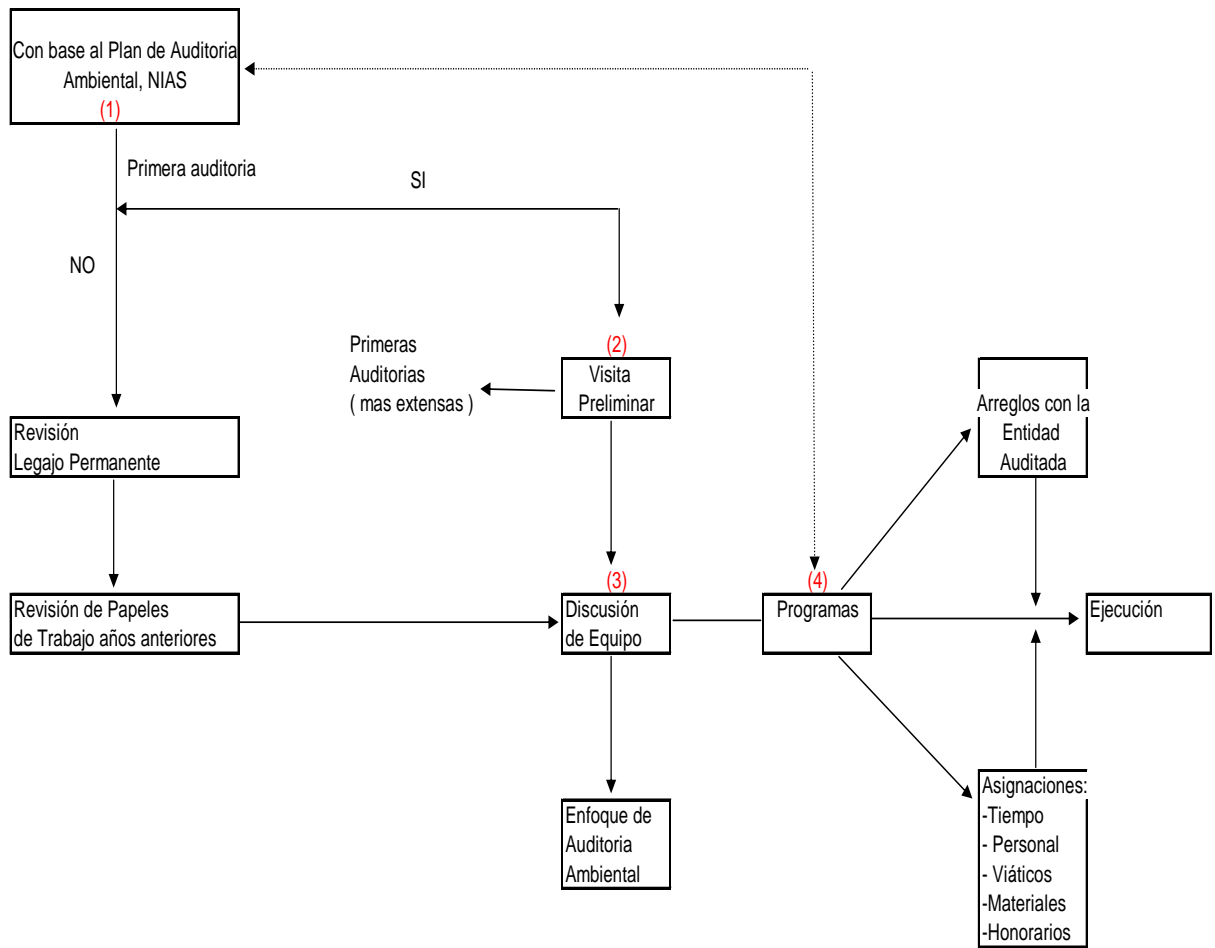 Con base al Plan de Auditoria
Ambiental, NIAS
(1)
Primera auditoria
SI
NO
Primeras
Auditorias
( mas extensas )
(2)
Visita
Preliminar
Arreglos con la
Entidad
Auditada
Revisión
Legajo Permanente
Revisión de Papeles
de Trabajo años anteriores
(3)
Discusión
de Equipo
(4)
Programas
Ejecución
Enfoque de
Auditoria
Ambiental
Asignaciones:
-Tiempo
- Personal
- Viáticos
-Materiales
-Honorarios